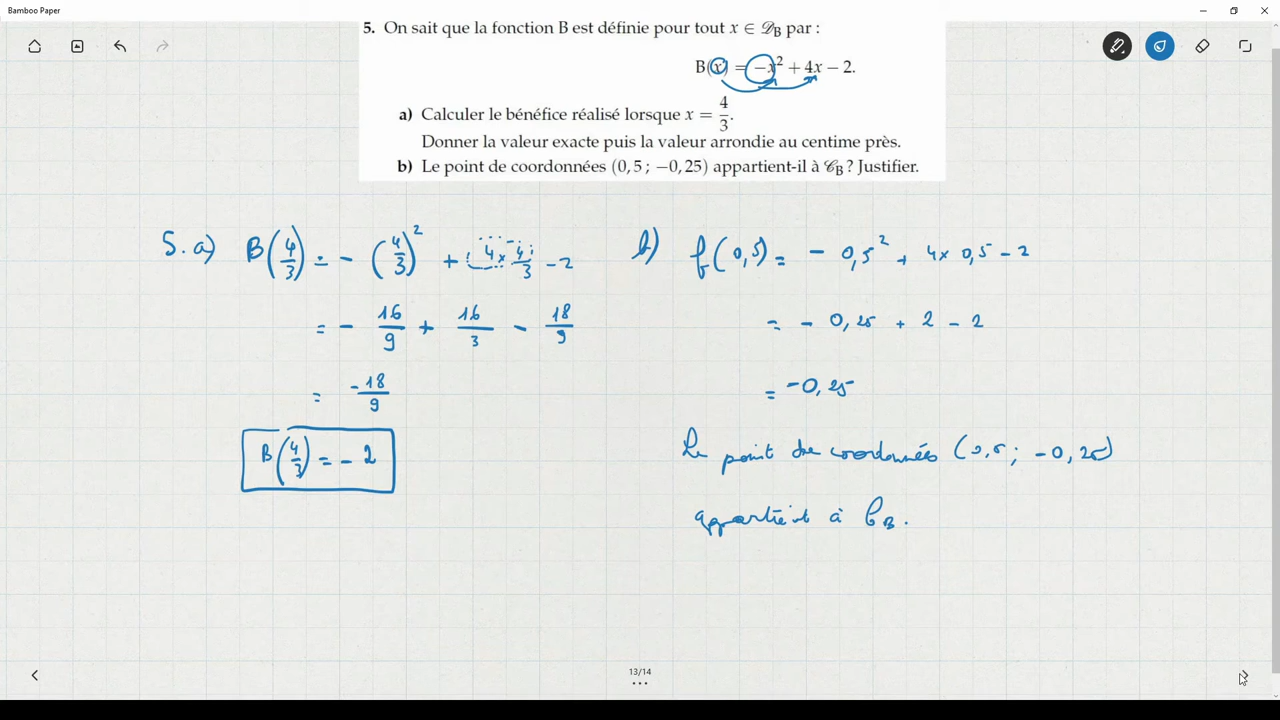 Bamboo Paper
5. On sait que la fonction B est définie pour tout x ∈ 𝒟B par :
B(x) = −x² + 4x − 2.
a) Calculer le bénéfice réalisé lorsque x = 4/3.
Donner la valeur exacte puis la valeur arrondie au centime près.
b) Le point de coordonnées (0, 5 ; −0, 25) appartient-il à 𝒞B ? Justifier.
5. a) B(4/3) = − (4/3)² + (4 × 4/3) − 2
= − 16/9 + 16/3 − 18/9
= −18/9
B(4/3) = − 2
b) f(0,5) = − 0,5² + 4 × 0,5 − 2
= − 0,25 + 2 − 2
= −0,25
Le point de coordonnées (0,5 ; −0,25)
appartient à 𝒞B.
13/14